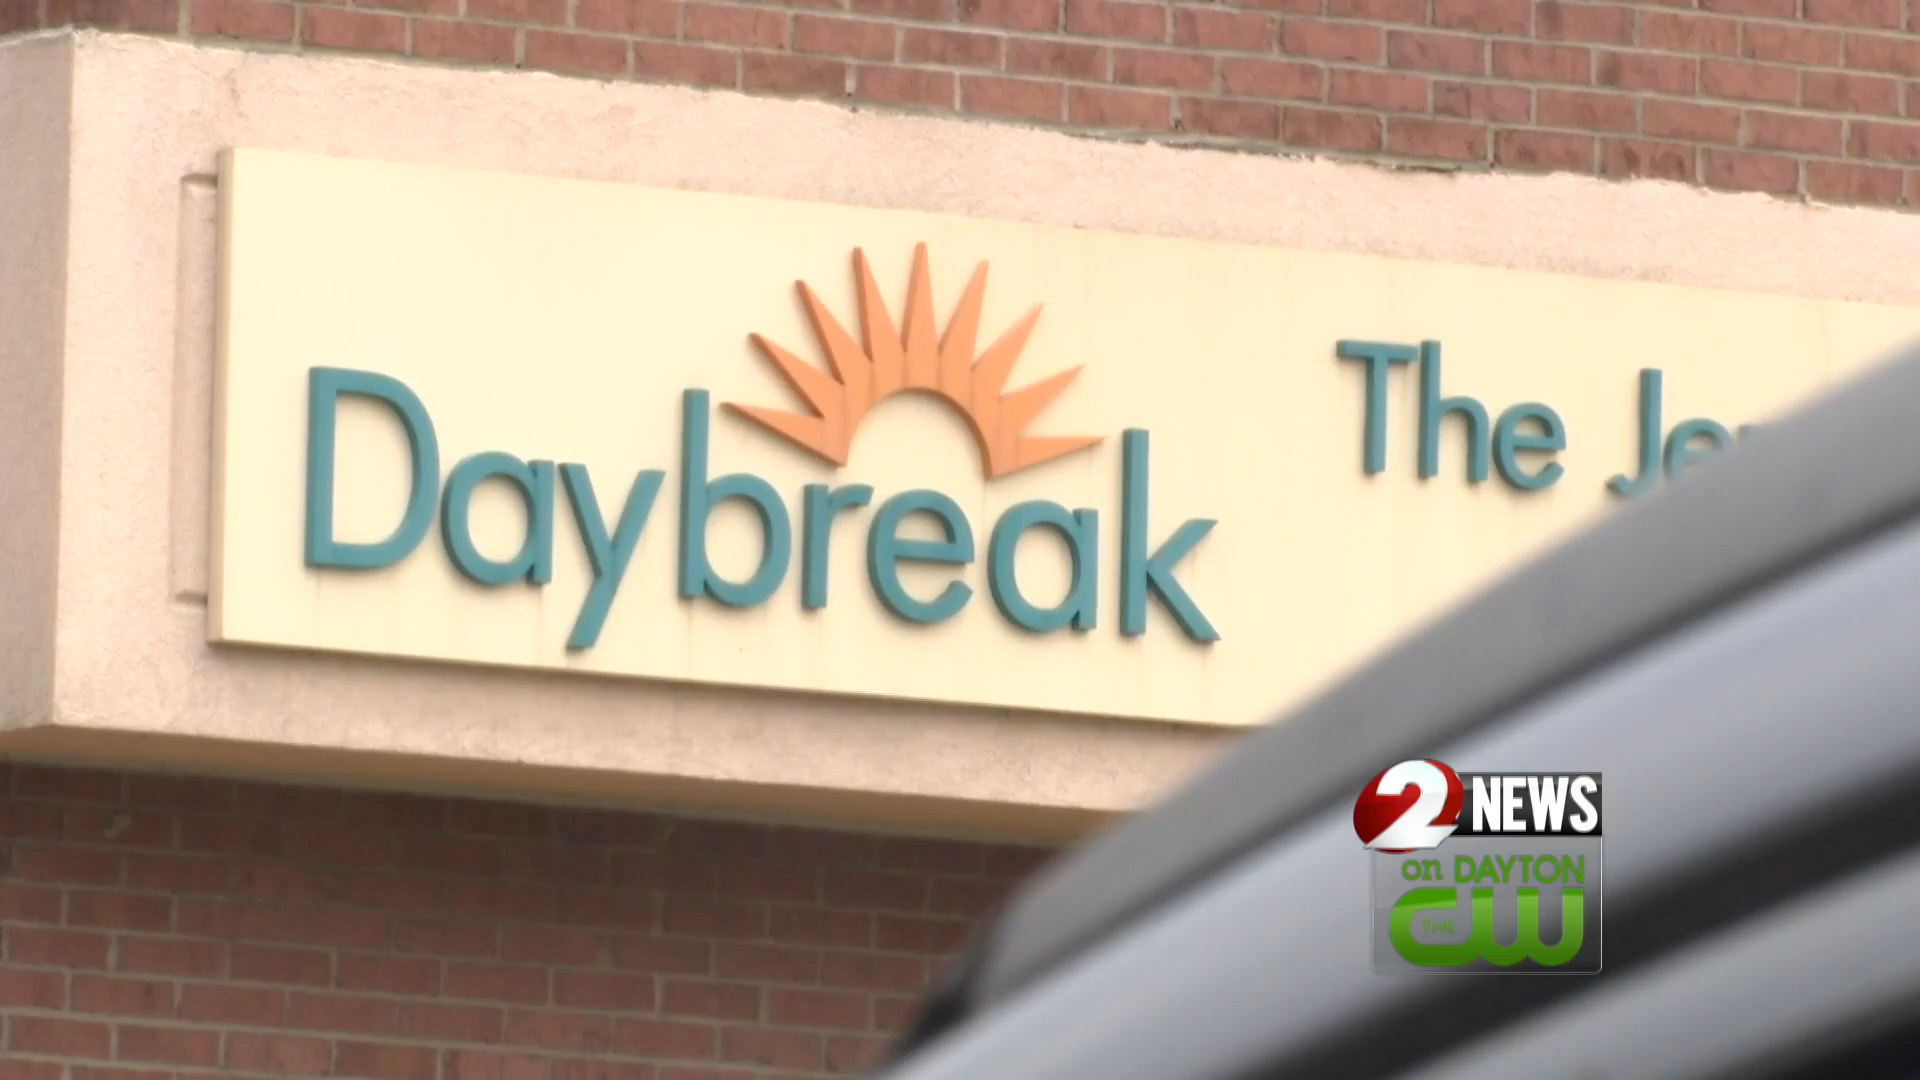 Daybreak
The
2 NEWS
on DAYTON
THE CW